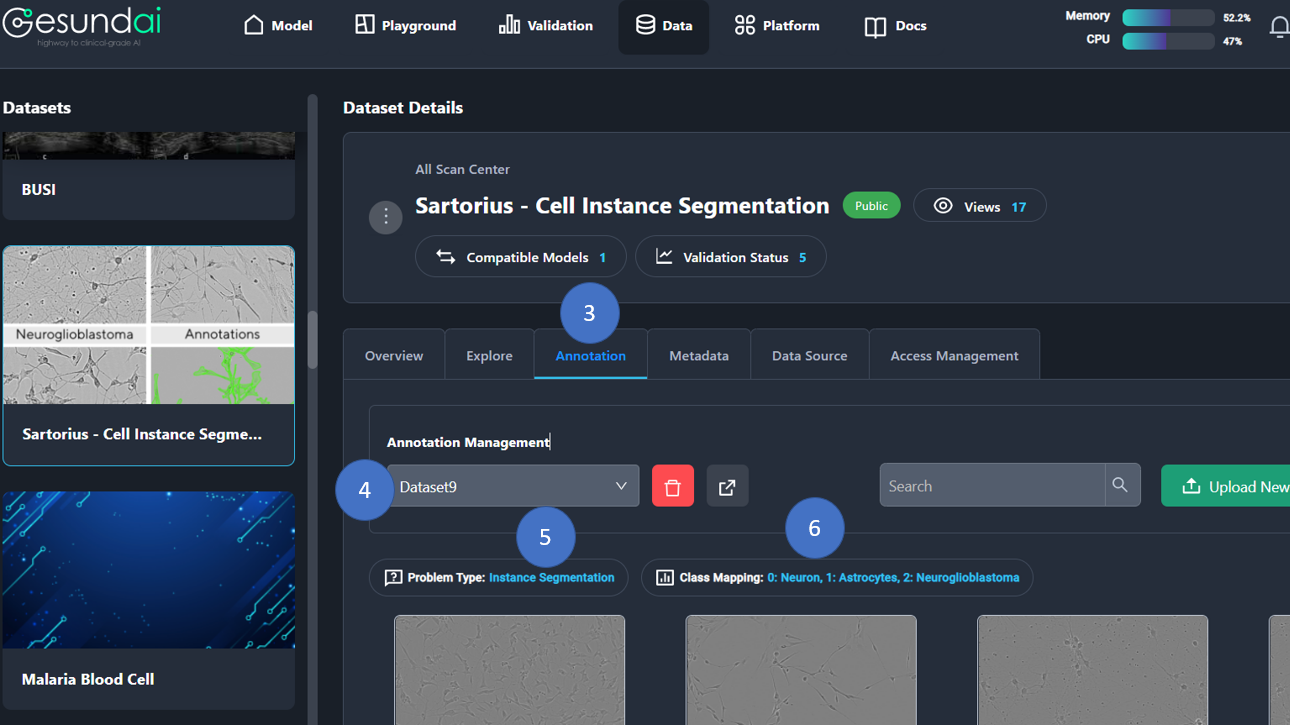 Gesundai
highway to clinical-grade AI
Model
Playground
Validation
Data
Platform
Docs
Memory
52.2%
CPU
47%
Datasets
BUSI
Neuroglioblastoma
Annotations
Sartorius - Cell Instance Segme...
Malaria Blood Cell
Dataset Details
All Scan Center
Sartorius - Cell Instance Segmentation
Public
Views 17
Compatible Models 1
Validation Status 5
3
Overview
Explore
Annotation
Metadata
Data Source
Access Management
Annotation Management
4
Dataset9
Search
Upload New
5
6
Problem Type: Instance Segmentation
Class Mapping: 0: Neuron, 1: Astrocytes, 2: Neuroglioblastoma